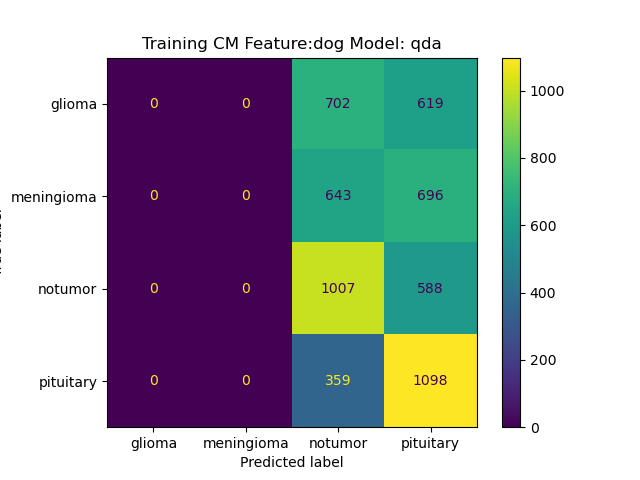 Training CM Feature:dog Model: qda
glioma 0 0 702 619
meningioma 0 0 643 696
notumor 0 0 1007 588
pituitary 0 0 359 1098
glioma meningioma notumor pituitary
Predicted label
1000
800
600
400
200
0